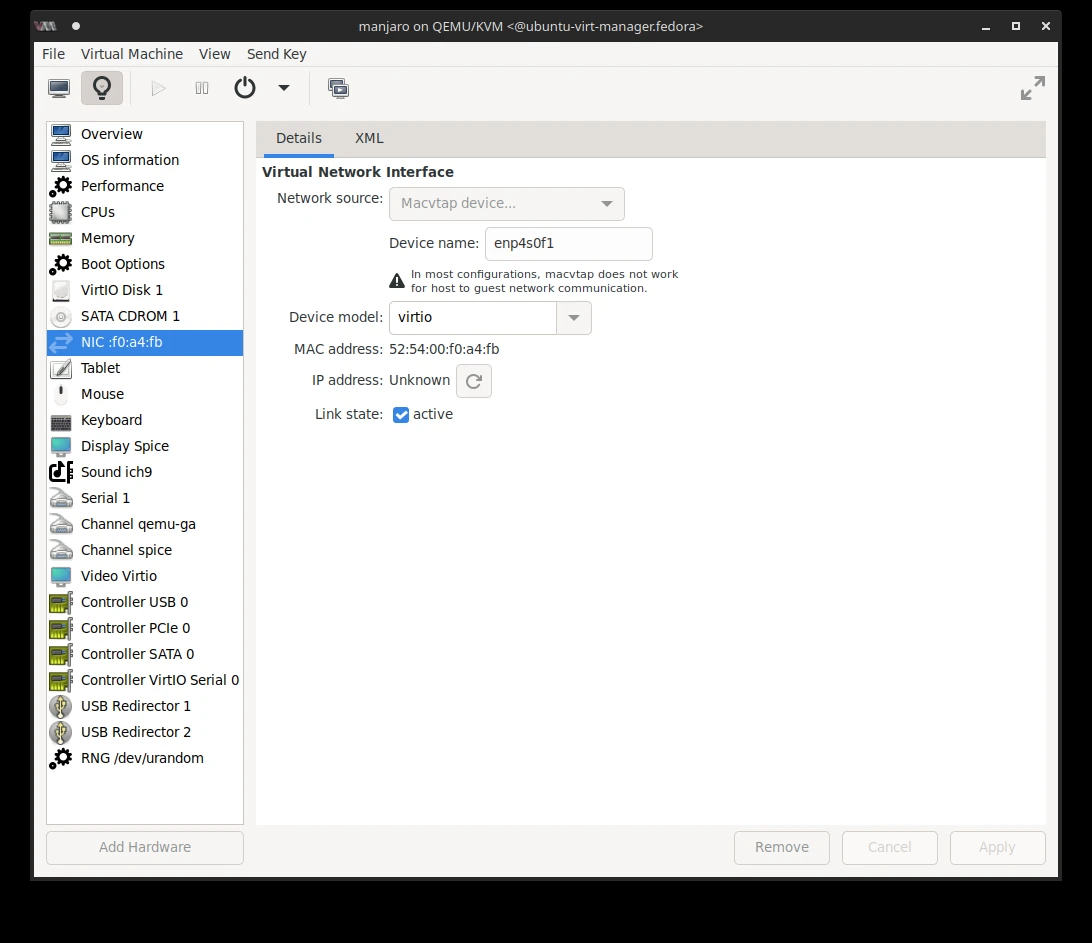 manjaro on QEMU/KVM <@ubuntu-virt-manager.fedora>
File Virtual Machine View Send Key
Overview
OS information
Performance
CPUs
Memory
Boot Options
VirtIO Disk 1
SATA CDROM 1
NIC :f0:a4:fb
Tablet
Mouse
Keyboard
Display Spice
Sound ich9
Serial 1
Channel qemu-ga
Channel spice
Video Virtio
Controller USB 0
Controller PCIe 0
Controller SATA 0
Controller VirtIO Serial 0
USB Redirector 1
USB Redirector 2
RNG /dev/urandom
Add Hardware
Details XML
Virtual Network Interface
Network source: Macvtap device...
Device name: enp4s0f1
In most configurations, macvtap does not work
for host to guest network communication.
Device model: virtio
MAC address: 52:54:00:f0:a4:fb
IP address: Unknown
Link state: active
Remove Cancel Apply